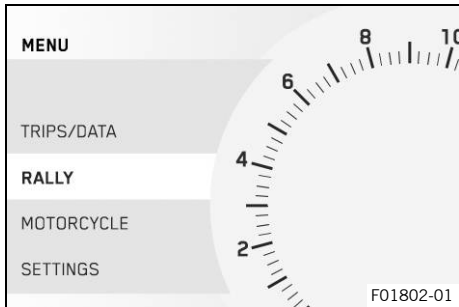 MENU
TRIPS/DATA
RALLY
MOTORCYCLE
SETTINGS
2
4
6
8
10
F01802-01